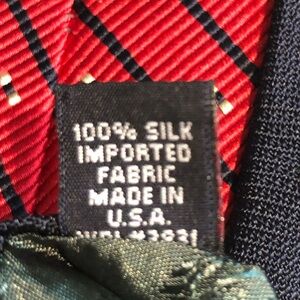 100% SILK
IMPORTED
FABRIC
MADE IN
U.S.A.